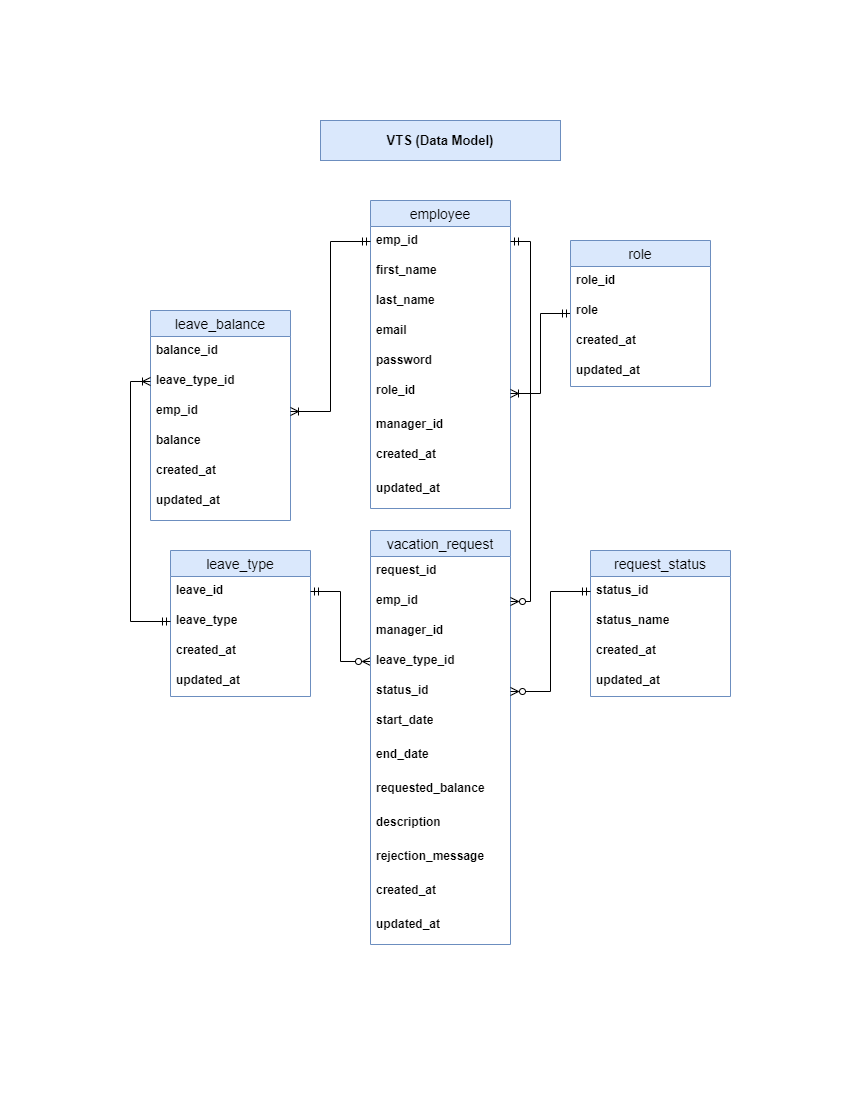 VTS (Data Model)
employee
emp_id
first_name
last_name
email
password
role_id
manager_id
created_at
updated_at
role
role_id
role
created_at
updated_at
leave_balance
balance_id
leave_type_id
emp_id
balance
created_at
updated_at
leave_type
leave_id
leave_type
created_at
updated_at
vacation_request
request_id
emp_id
manager_id
leave_type_id
status_id
start_date
end_date
requested_balance
description
rejection_message
created_at
updated_at
request_status
status_id
status_name
created_at
updated_at